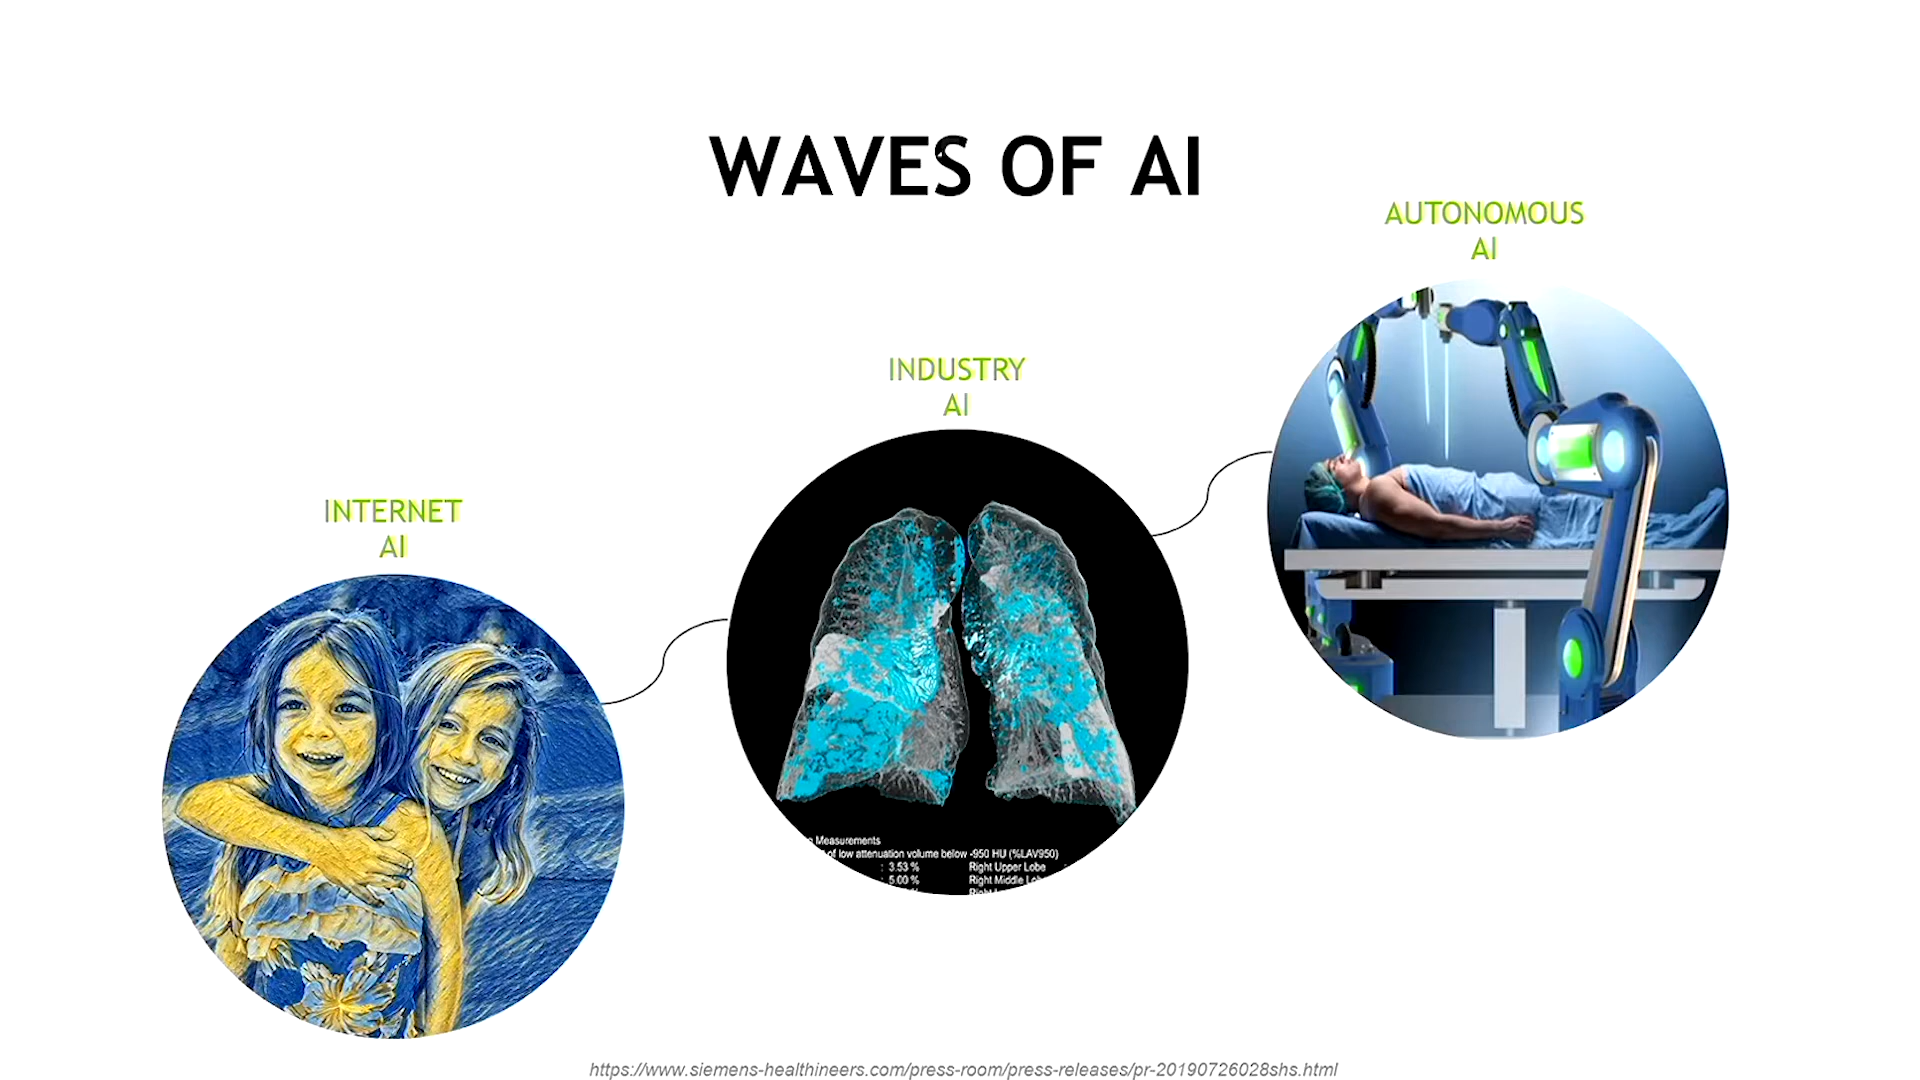 WAVES OF AI
AUTONOMOUS
AI
INDUSTRY
AI
INTERNET
AI
Measurements
of low attenuation volume below -950 HU (%LAV950)
: 3.53 % Right Upper Lobe :
: 5.00 % Right Middle
https://www.siemens-healthineers.com/press-room/press-releases/pr-20190726028shs.html